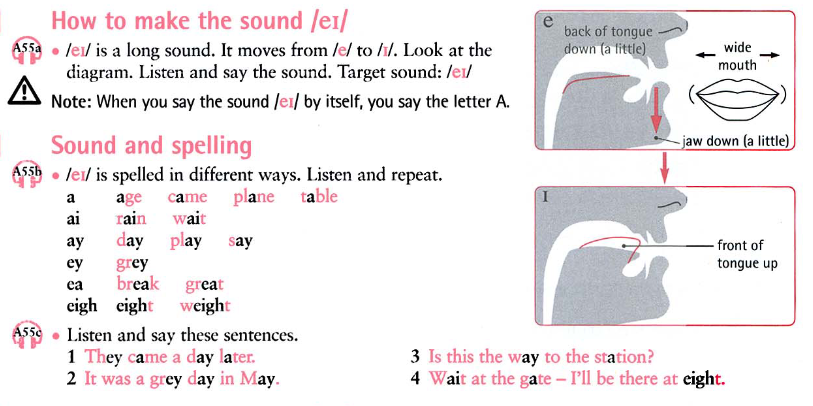 How to make the sound /eɪ/
A55a • /eɪ/ is a long sound. It moves from /e/ to /ɪ/. Look at the
diagram. Listen and say the sound. Target sound: /eɪ/
Note: When you say the sound /eɪ/ by itself, you say the letter A.
Sound and spelling
A55b • /eɪ/ is spelled in different ways. Listen and repeat.
a age came plane table
ai rain wait
ay day play say
ey grey
ea break great
eigh eight weight
A55c • Listen and say these sentences.
1 They came a day later.
2 It was a grey day in May.
3 Is this the way to the station?
4 Wait at the gate – I'll be there at eight.
e
back of tongue
down (a little)
wide
mouth
jaw down (a little)
ɪ
front of
tongue up